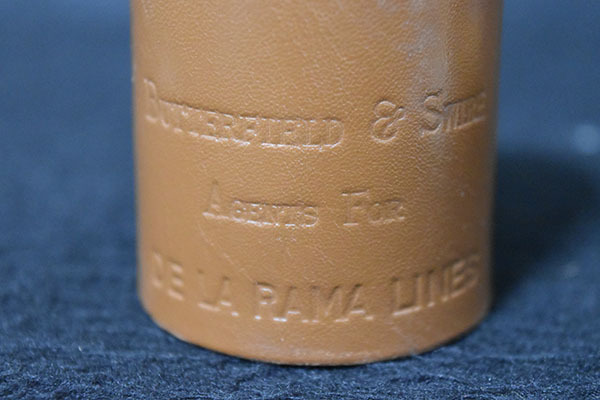 BUTTERFIELD & SWIRE
AGENTS FOR
DE LA RAMA LINES